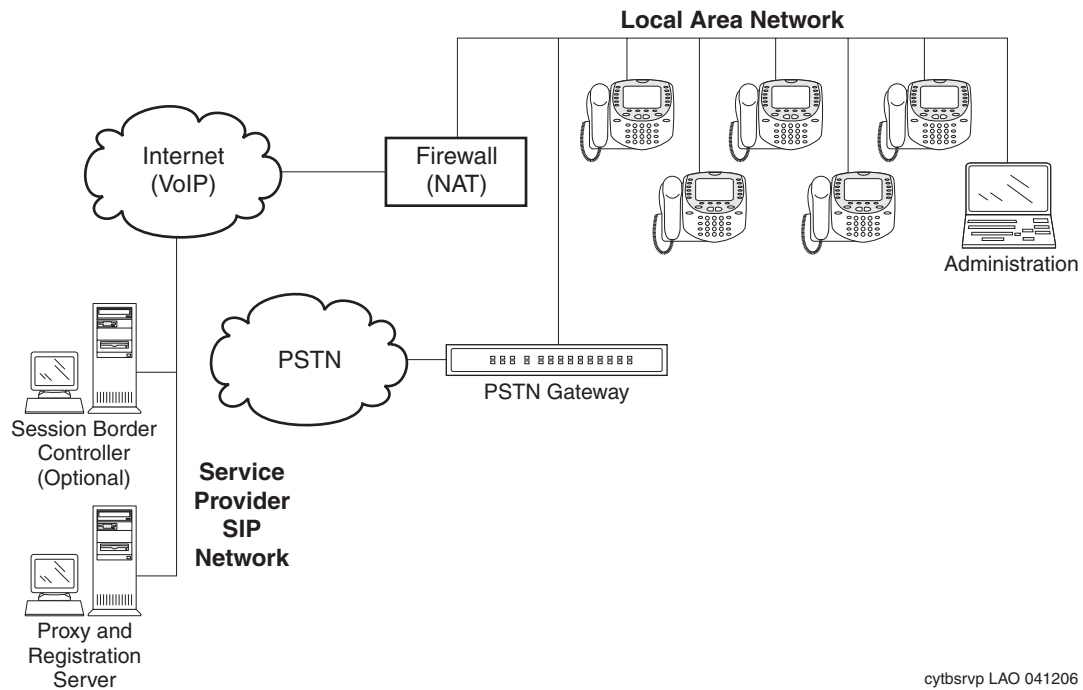 Local Area Network
Internet
(VoIP)
Firewall
(NAT)
Administration
PSTN
PSTN Gateway
Session Border
Controller
(Optional)
Service
Provider
SIP
Network
Proxy and
Registration
Server
cytbsrvp LAO 041206